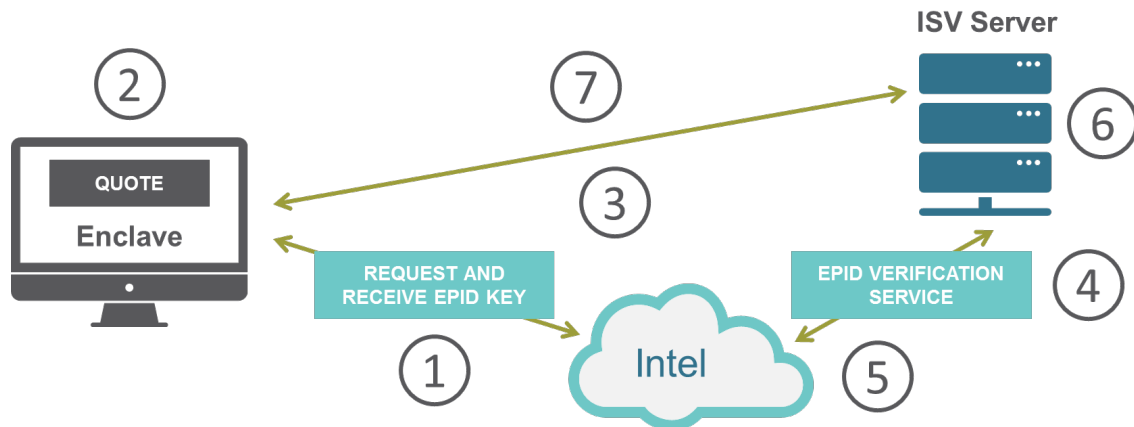 ISV Server
2
7
6
QUOTE
Enclave
3
REQUEST AND
RECEIVE EPID KEY
EPID VERIFICATION
SERVICE
4
1
Intel
5